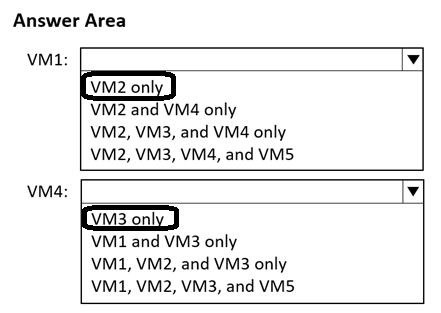 Answer Area
VM1:
VM2 only
VM2 and VM4 only
VM2, VM3, and VM4 only
VM2, VM3, VM4, and VM5
VM4:
VM3 only
VM1 and VM3 only
VM1, VM2, and VM3 only
VM1, VM2, VM3, and VM5